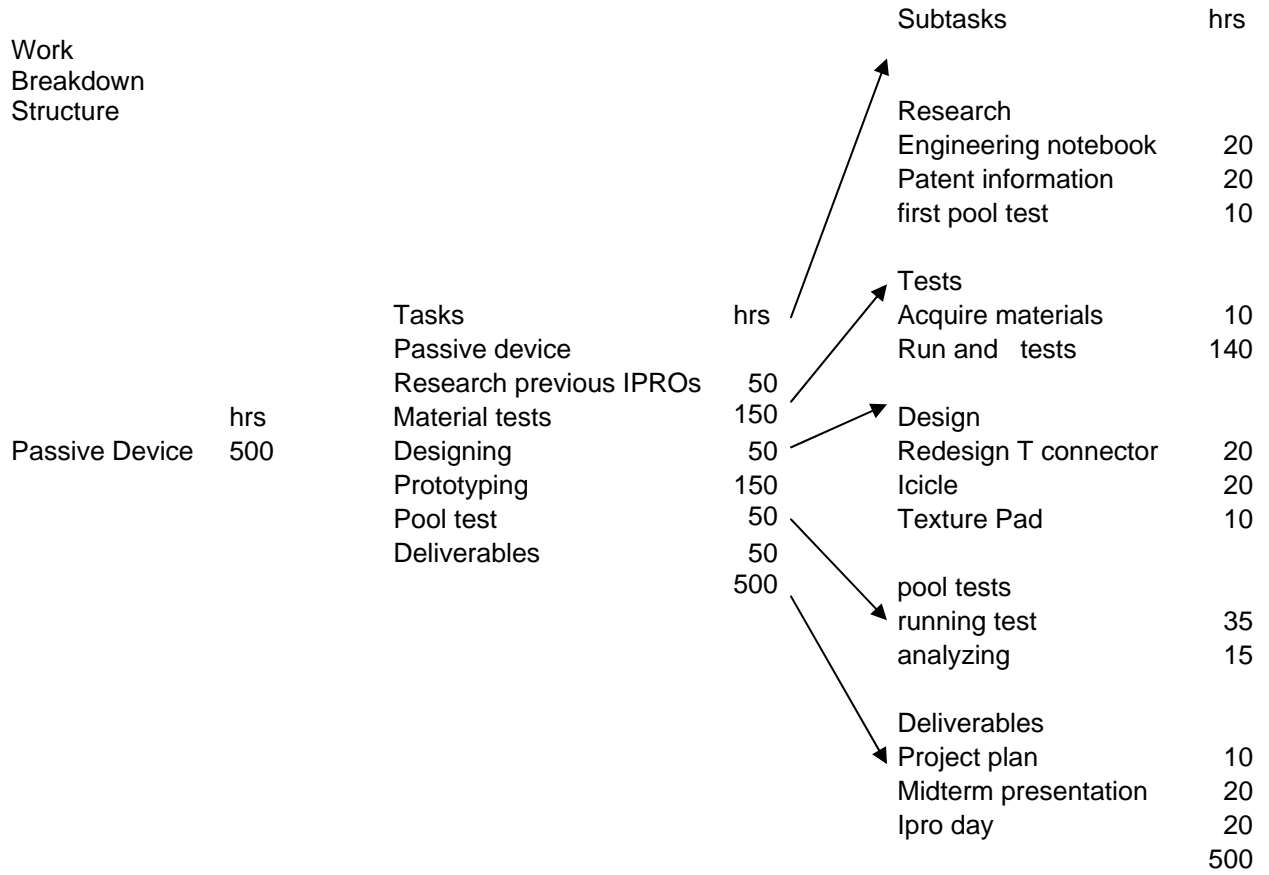 Work
Breakdown
Structure
hrs
Passive Device 500
Tasks hrs
Passive device
Research previous IPROs 50
Material tests 150
Designing 50
Prototyping 150
Pool test 50
Deliverables 50
500
Subtasks hrs
Research
Engineering notebook 20
Patent information 20
first pool test 10
Tests
Acquire materials 10
Run and tests 140
Design
Redesign T connector 20
Icicle 20
Texture Pad 10
pool tests
running test 35
analyzing 15
Deliverables
Project plan 10
Midterm presentation 20
Ipro day 20
500